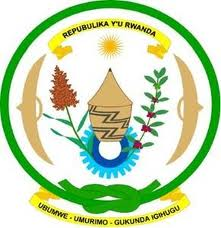 REPUBULIKA Y'U RWANDA
UBUMWE - UMURIMO - GUKUNDA IGIHUGU